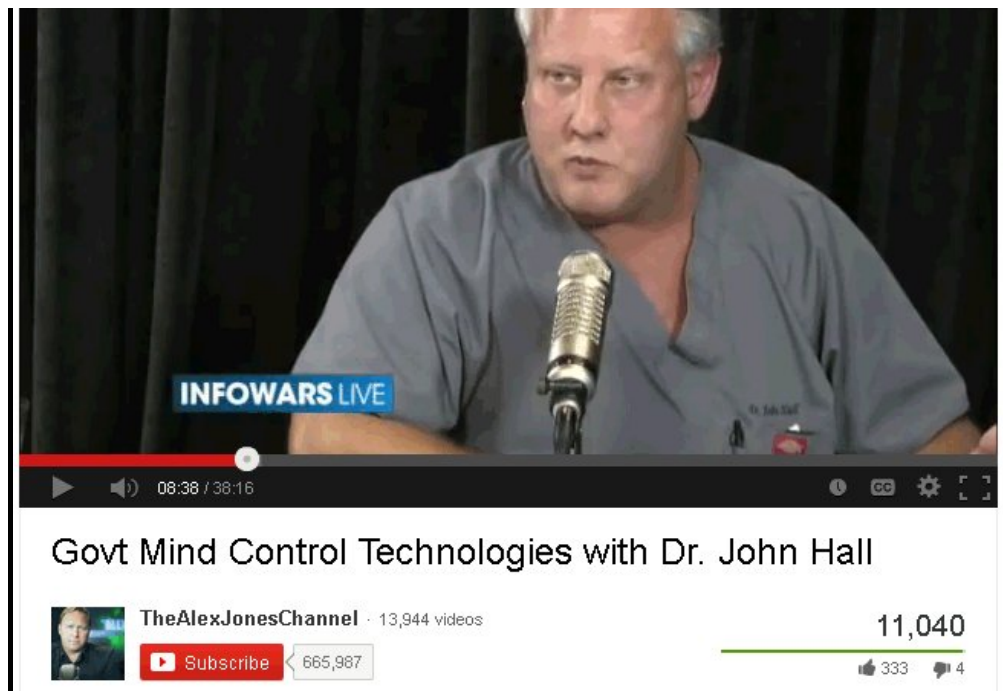 INFOWARS LIVE
08:38 / 38:16
CC
Govt Mind Control Technologies with Dr. John Hall
TheAlexJonesChannel · 13,944 videos
Subscribe 665,987
11,040
333 4